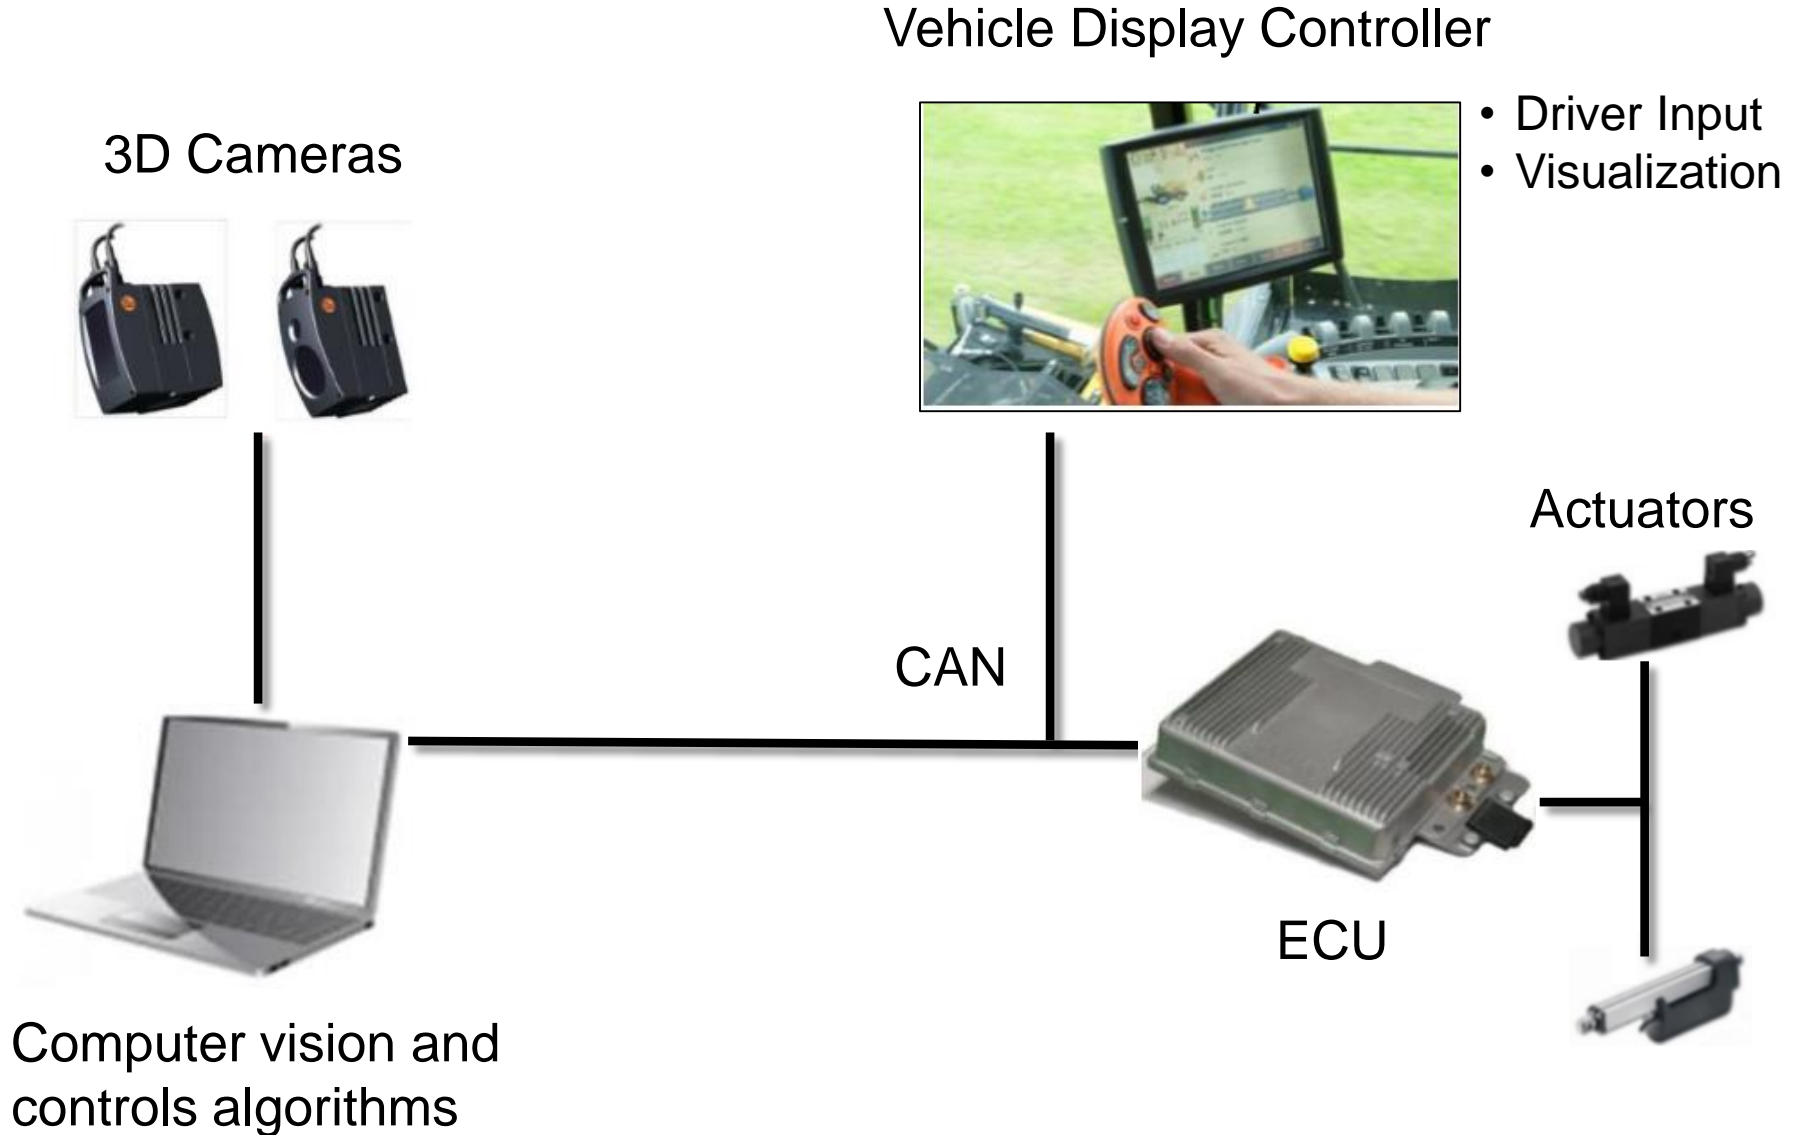 Vehicle Display Controller
3D Cameras
• Driver Input
• Visualization
Actuators
CAN
ECU
Computer vision and
controls algorithms